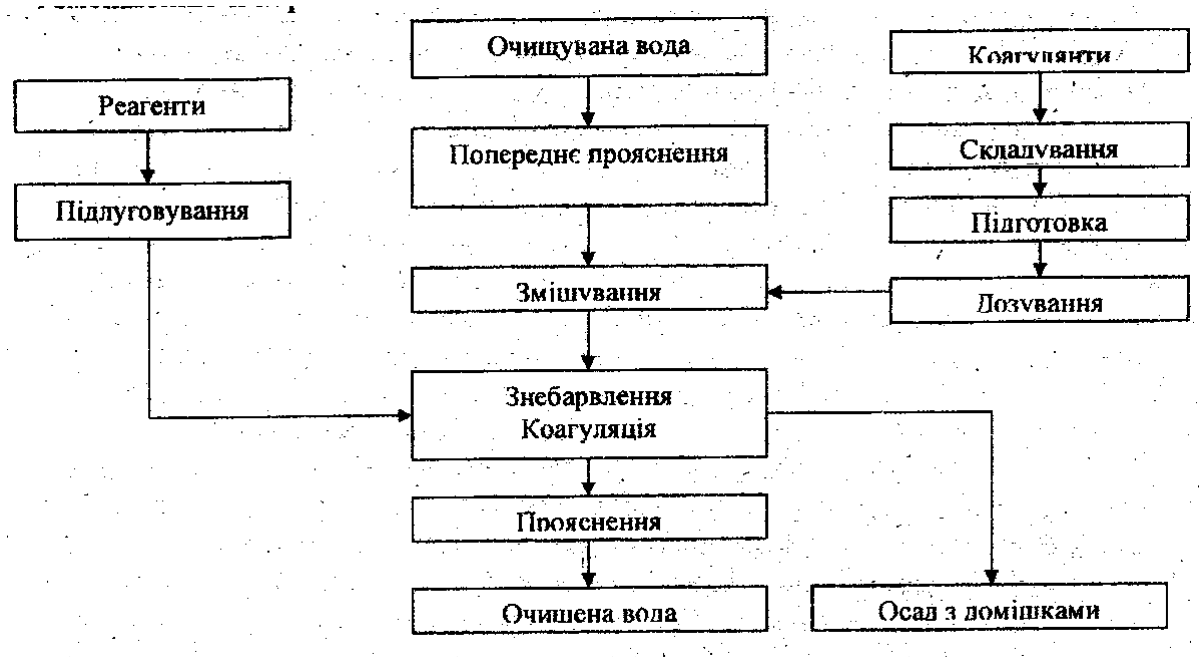 Очищувана вода
Коагулянти
Реагенти
Попереднє прояснення
Складування
Підлуговування
Підготовка
Змішування
Дозування
Знебарвлення
Коагуляція
Прояснення
Очищена вода
Осад з домішками